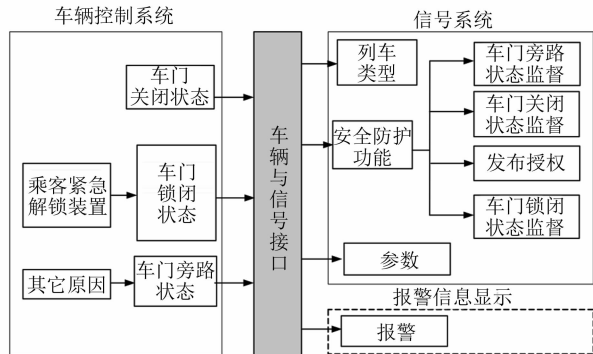 车辆控制系统
车门
关闭状态
乘客紧急
解锁装置
车门
锁闭
状态
其它原因
车门旁路
状态
车辆与信号接口
信号系统
列车
类型
安全防护
功能
车门旁路
状态监督
车门关闭
状态监督
发布授权
车门锁闭
状态监督
参数
报警信息显示
报警